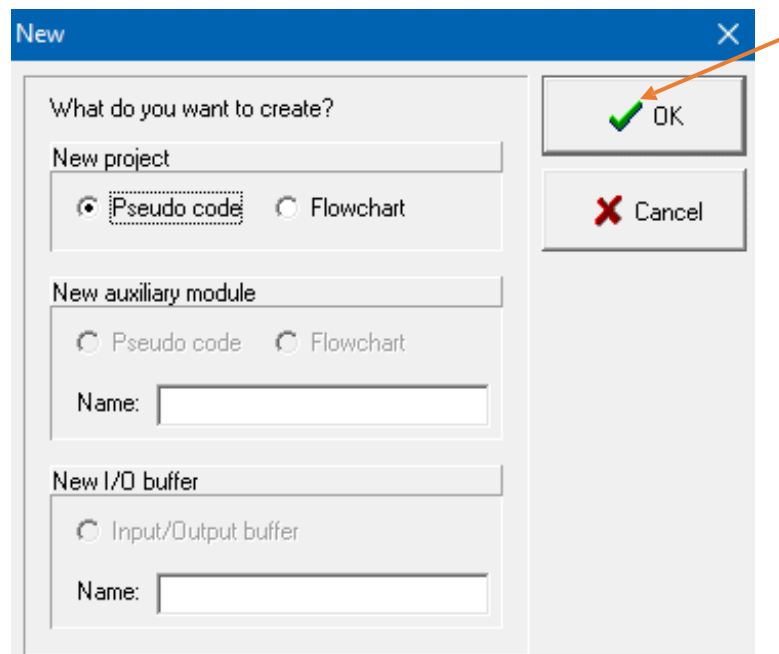 New
What do you want to create?
OK
New project
Pseudo code Flowchart
Cancel
New auxiliary module
Pseudo code Flowchart
Name:
New I/O buffer
Input/Output buffer
Name: